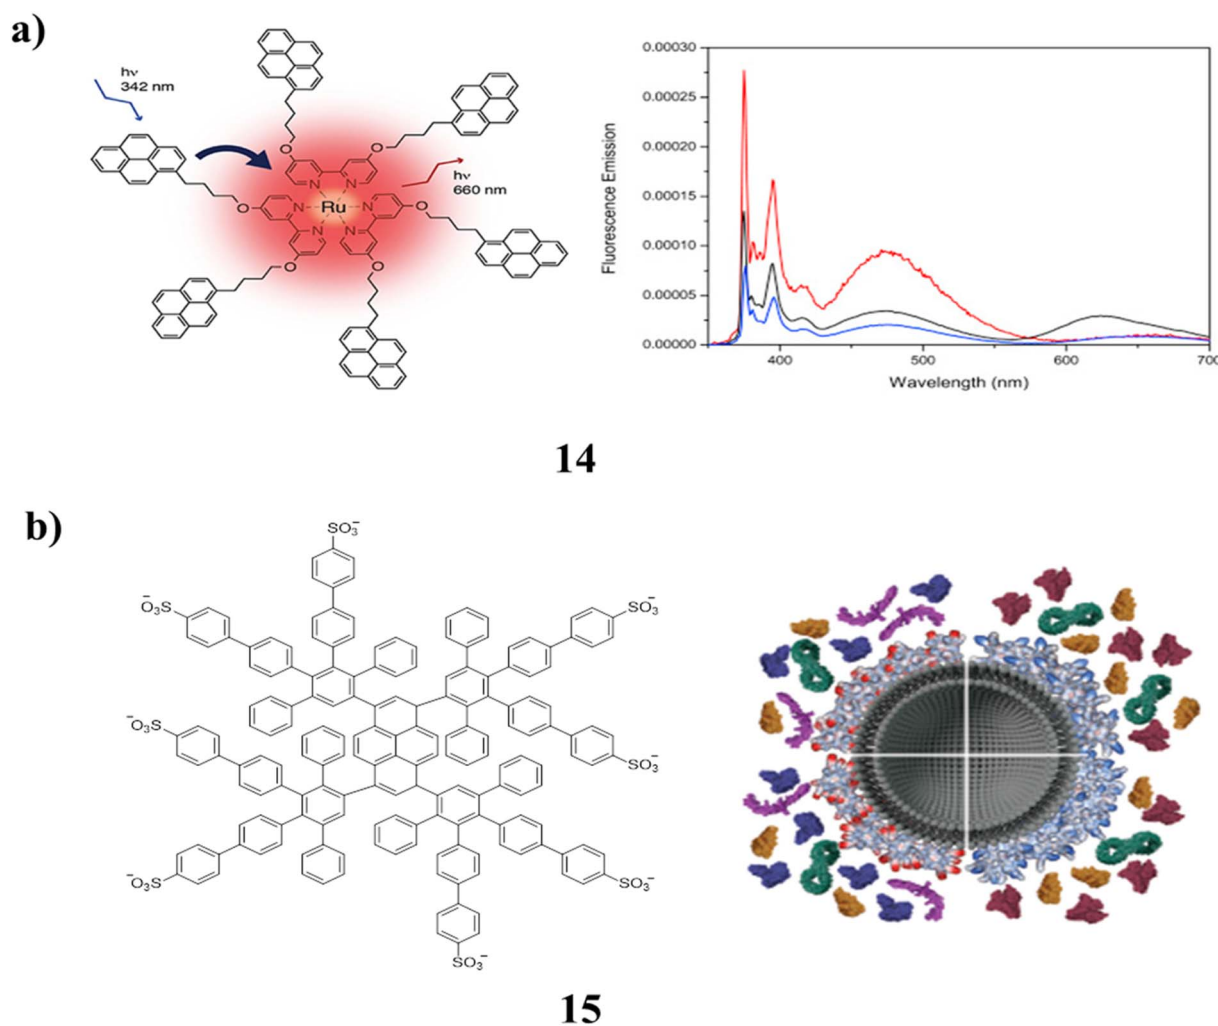 a)
hν
342 nm
O
O
O
O
O
O
N
N
N
N
N
N
Ru
hν
660 nm
Fluorescence Emission
0.00030
0.00025
0.00020
0.00015
0.00010
0.00005
0.00000
400
500
600
700
Wavelength (nm)
14
b)
SO₃⁻
⁻O₃S
SO₃⁻
⁻O₃S
SO₃⁻
⁻O₃S
SO₃⁻
SO₃⁻
15